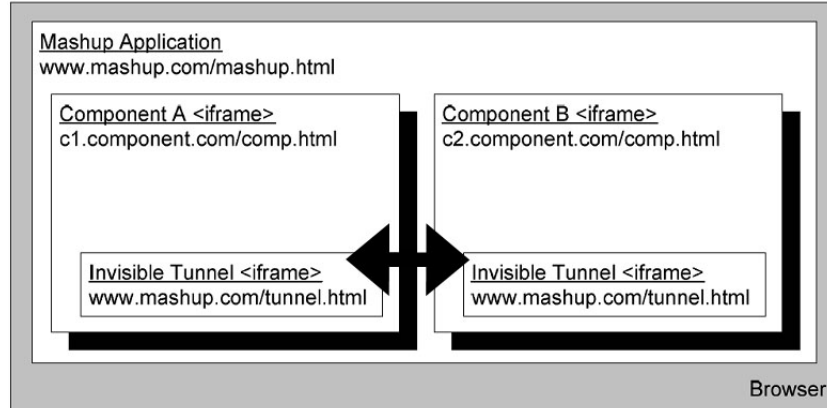 Mashup Application
www.mashup.com/mashup.html
Component A <iframe>
c1.component.com/comp.html
Component B <iframe>
c2.component.com/comp.html
Invisible Tunnel <iframe>
www.mashup.com/tunnel.html
Invisible Tunnel <iframe>
www.mashup.com/tunnel.html
Browser